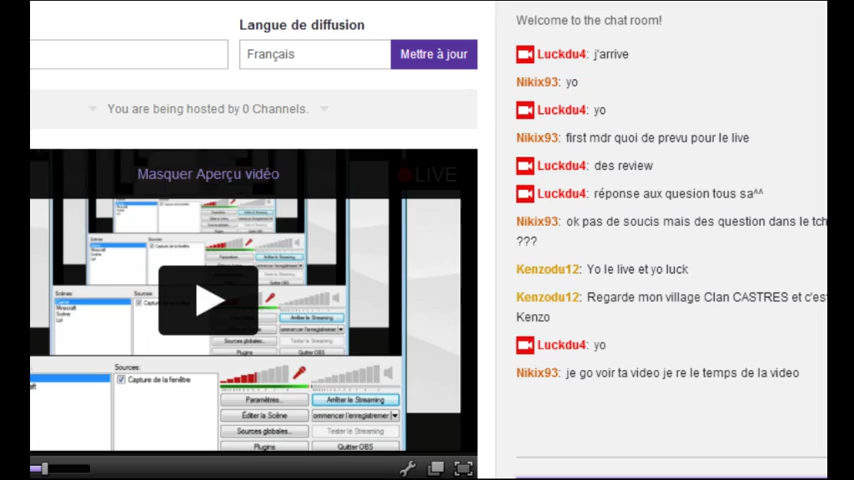 Langue de diffusion
Français
Mettre à jour
You are being hosted by 0 Channels.
Masquer Aperçu vidéo
LIVE
Scènes:
Sources:
Sources:
Capture de la fenêtre
Paramètres...
Arrêter le Streaming
Éditer la Scène
ommencer l'enregistremer
Sources globales...
Tester le Streaming
Plugins
Quitter OBS
Welcome to the chat room!
Luckdu4: j'arrive
Nikix93: yo
Luckdu4: yo
Nikix93: first mdr quoi de prevu pour le live
Luckdu4: des review
Luckdu4: réponse aux quesion tous sa^^
Nikix93: ok pas de soucis mais des question dans le tch
???
Kenzodu12: Yo le live et yo luck
Kenzodu12: Regarde mon village Clan CASTRES et c'es
Kenzo
Luckdu4: yo
Nikix93: je go voir ta video je re le temps de la video